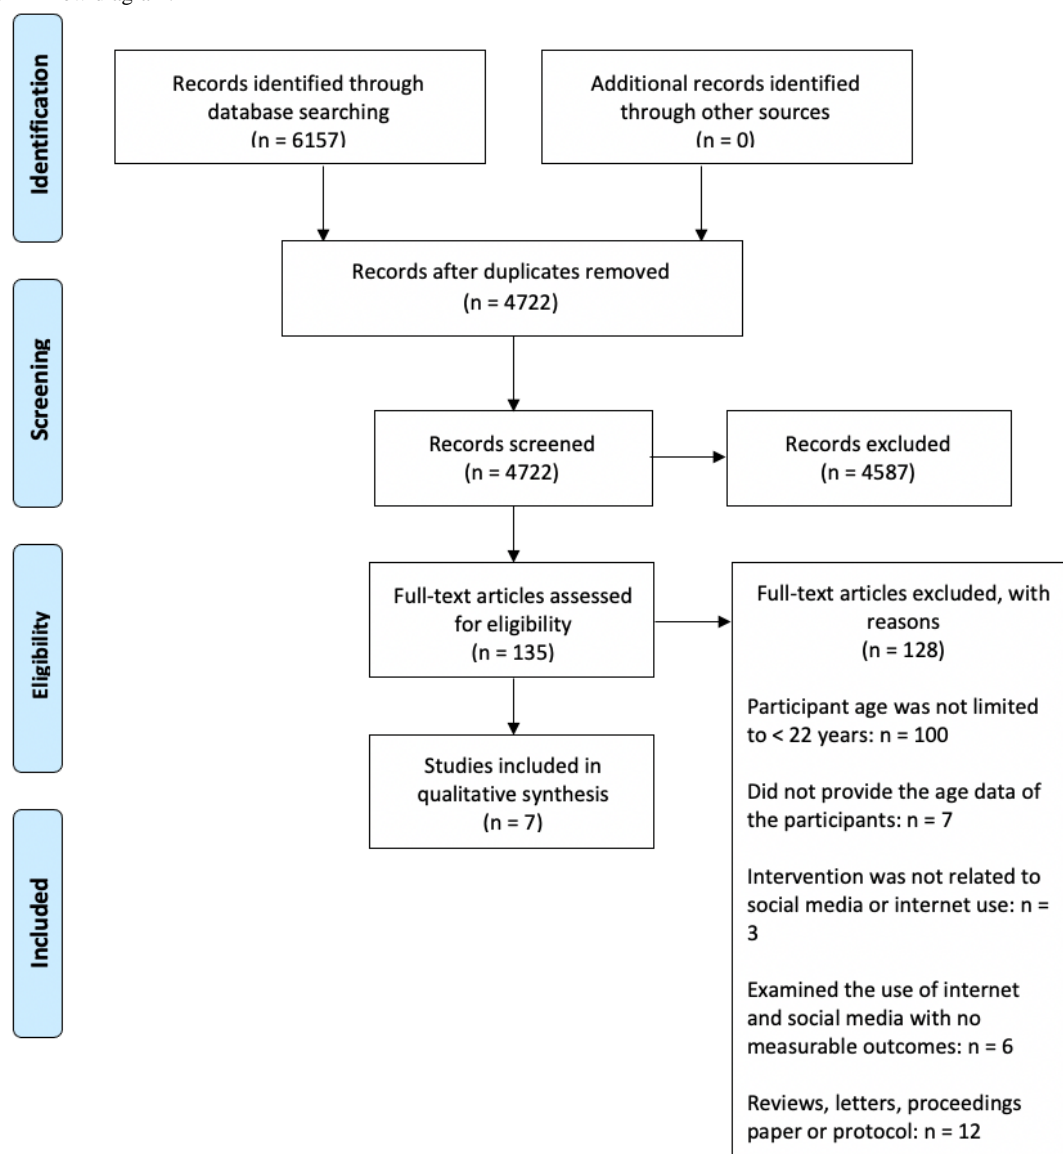 Identification
Records identified through
database searching
(n = 6157)
Additional records identified
through other sources
(n = 0)
Records after duplicates removed
(n = 4722)
Screening
Records screened
(n = 4722)
Records excluded
(n = 4587)
Eligibility
Full-text articles assessed
for eligibility
(n = 135)
Full-text articles excluded, with
reasons
(n = 128)
Participant age was not limited
to < 22 years: n = 100
Did not provide the age data of
the participants: n = 7
Intervention was not related to
social media or internet use: n =
3
Examined the use of internet
and social media with no
measurable outcomes: n = 6
Reviews, letters, proceedings
paper or protocol: n = 12
Included
Studies included in
qualitative synthesis
(n = 7)